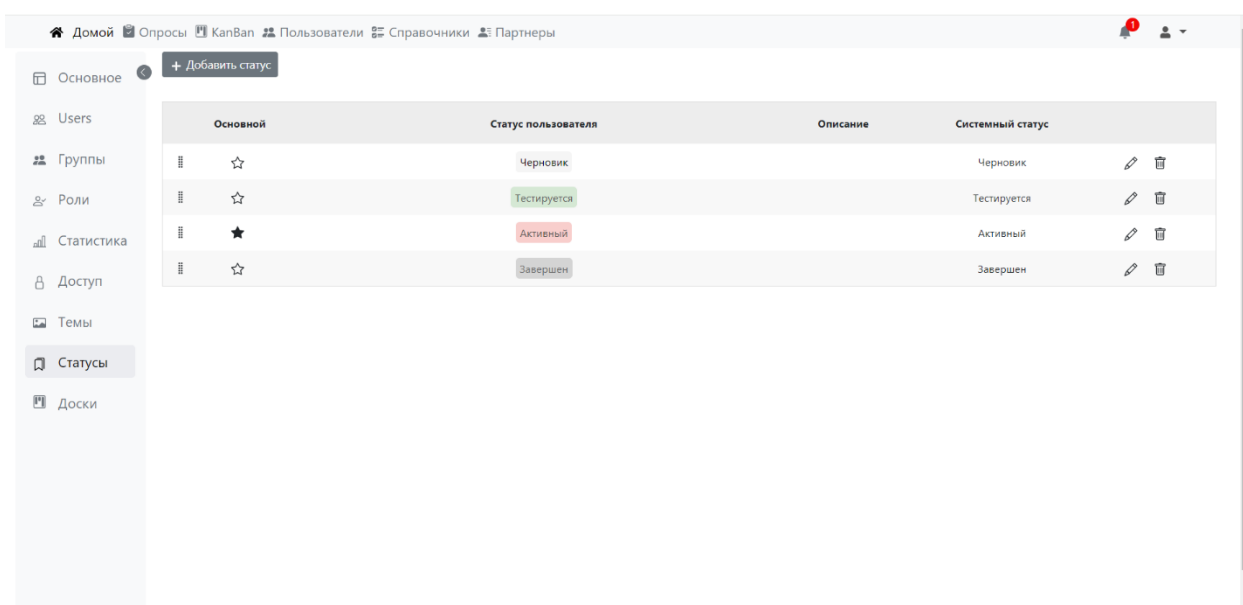 Домой Опросы KanBan Пользователи Справочники Партнеры 1
Основное
Users
Группы
Роли
Статистика
Доступ
Темы
Статусы
Доски
+ Добавить статус
Основной Статус пользователя Описание Системный статус
Черновик Черновик
Тестируется Тестируется
Активный Активный
Завершен Завершен